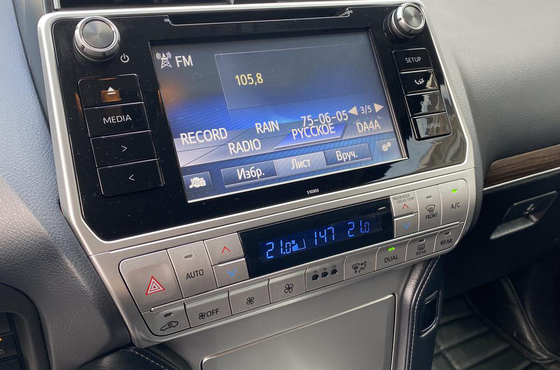 FM
105,8
75-06-05
3/5
RECORD
RAIN
РУССКОЕ
DA4A
RADIO
Избр.
Лист
Вруч.
MEDIA
>
<
SETUP
21.0
147
21.0
AUTO
OFF
FRONT
A/C
DUAL
REAR